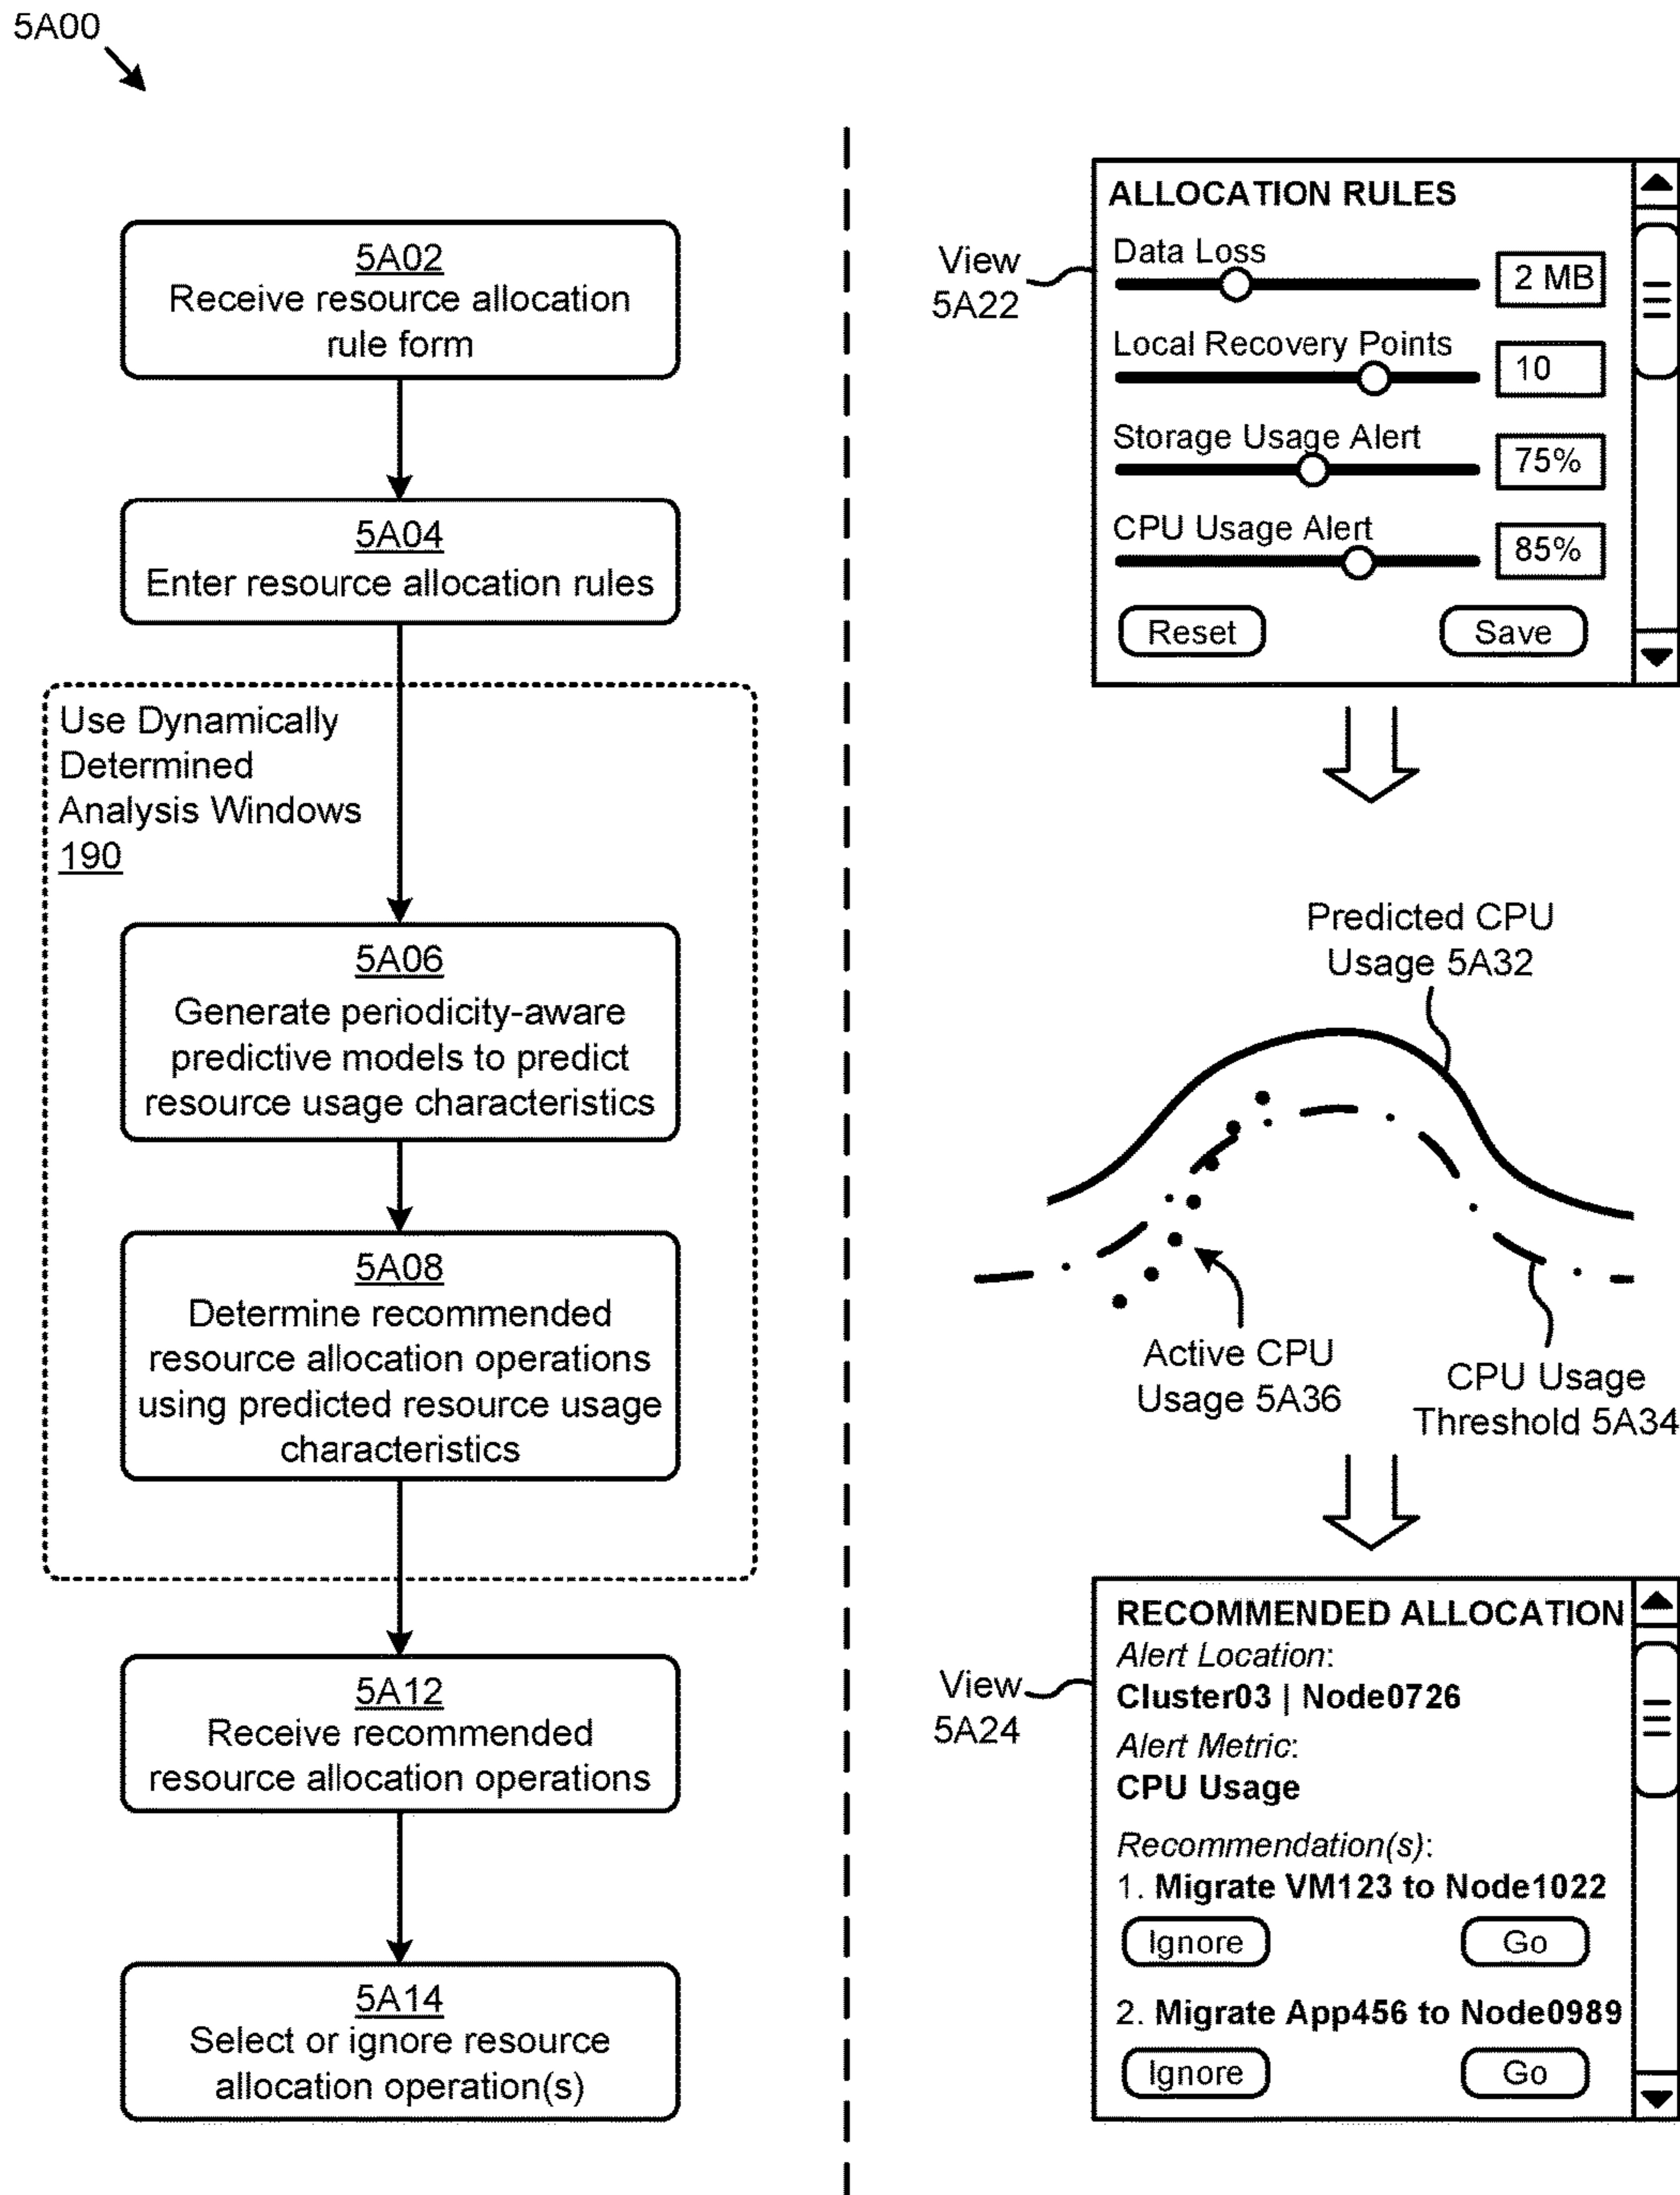 5A00
5A02
Receive resource allocation
rule form
5A04
Enter resource allocation rules
Use Dynamically
Determined
Analysis Windows
190
5A06
Generate periodicity-aware
predictive models to predict
resource usage characteristics
5A08
Determine recommended
resource allocation operations
using predicted resource usage
characteristics
5A12
Receive recommended
resource allocation operations
5A14
Select or ignore resource
allocation operation(s)
View
5A22
ALLOCATION RULES
Data Loss
2 MB
Local Recovery Points
10
Storage Usage Alert
75%
CPU Usage Alert
85%
Reset
Save
Predicted CPU
Usage 5A32
Active CPU
Usage 5A36
CPU Usage
Threshold 5A34
View
5A24
RECOMMENDED ALLOCATION
Alert Location:
Cluster03 | Node0726
Alert Metric:
CPU Usage
Recommendation(s):
1. Migrate VM123 to Node1022
Ignore
Go
2. Migrate App456 to Node0989
Ignore
Go